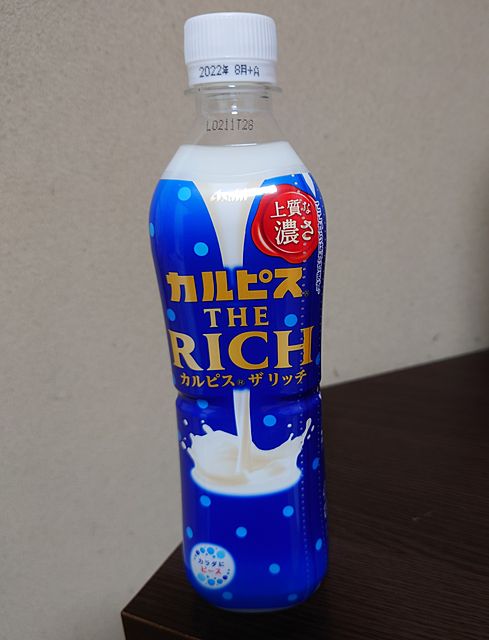 2022年 8月
L0211T28
上質な
濃さ
カルピス
THE
RICH
カルピス®ザ リッチ
カラダに
ピース